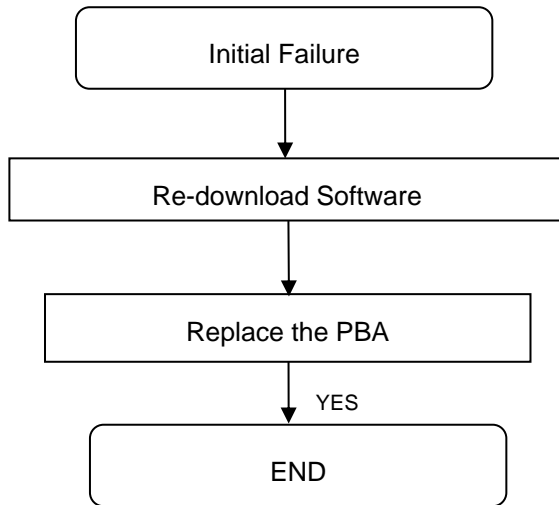 Initial Failure
Re-download Software
Replace the PBA
YES
END